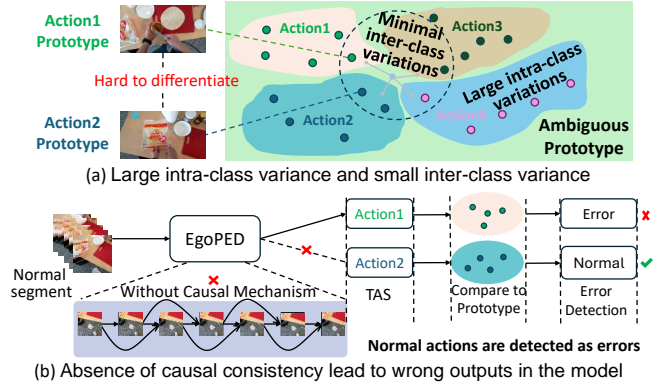 Action1
Prototype
Hard to differentiate
Action2
Prototype
Action1
Minimal
inter-class
variations
Action3
Action2
Large intra-class
variations
Action4
Ambiguous
Prototype
(a) Large intra-class variance and small inter-class variance
Normal
segment
EgoPED
Without Causal Mechanism
Action1
Action2
TAS
Compare to
Prototype
Error
Normal
Error
Detection
Normal actions are detected as errors
(b) Absence of causal consistency lead to wrong outputs in the model